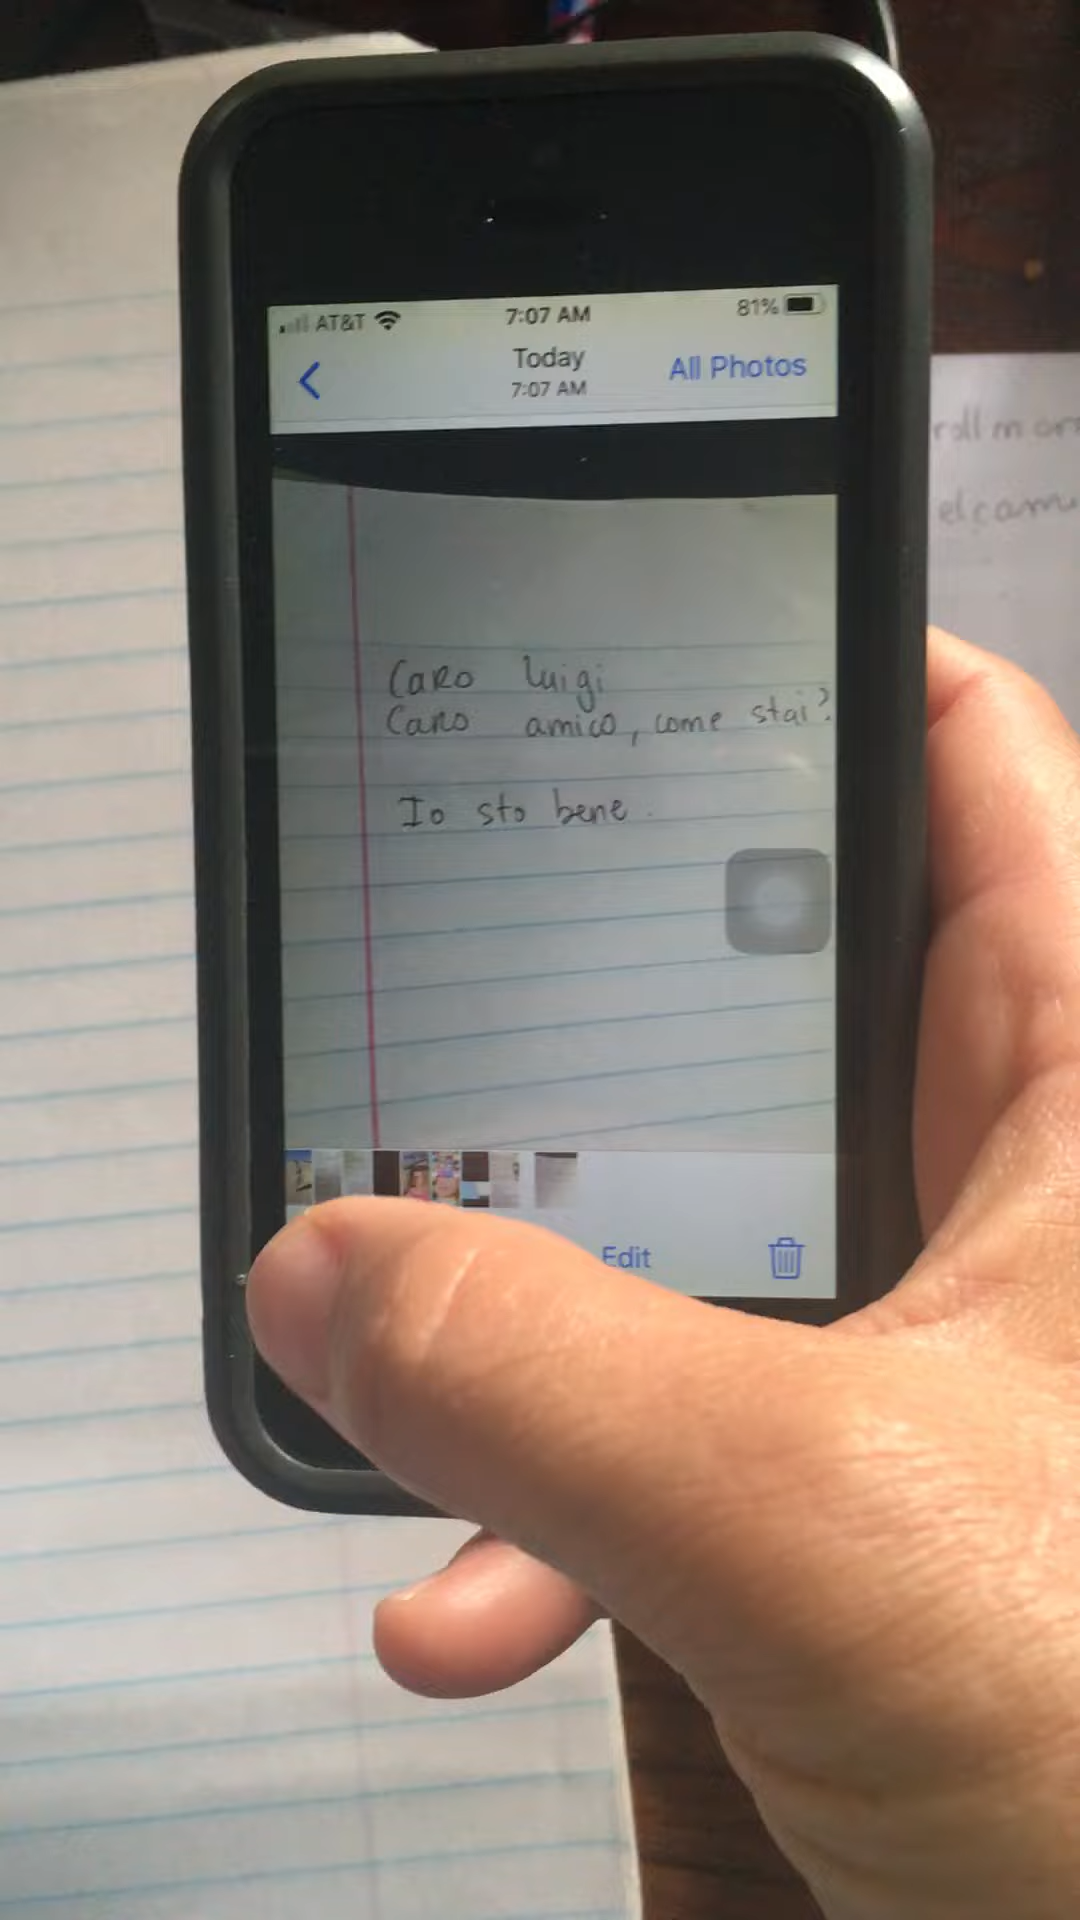 AT&T 7:07 AM 81%
Today
7:07 AM
All Photos
Caro Luigi
Caro amico, come stai?
Io sto bene.
Edit
roll m